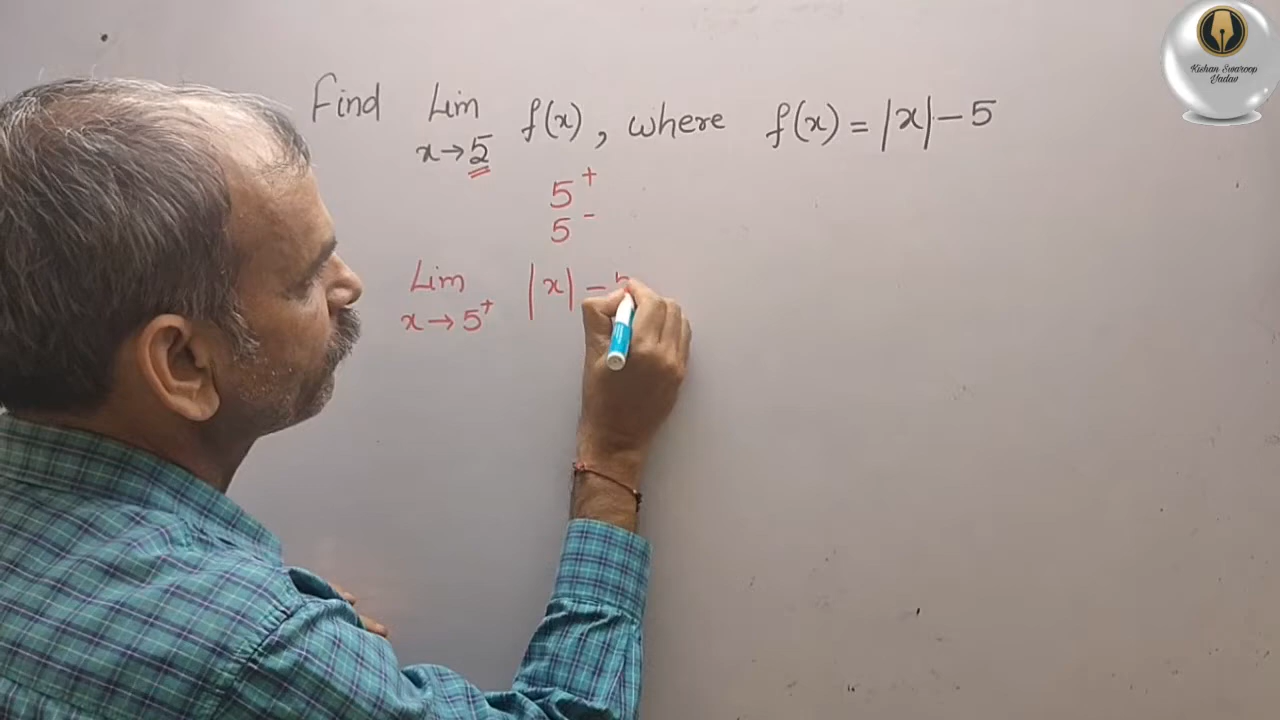 Find Lim x→5 f(x), where f(x) = |x| - 5
5⁺
5⁻
Lim x→5⁺ |x| -
Kishan Swaroop
Yadav